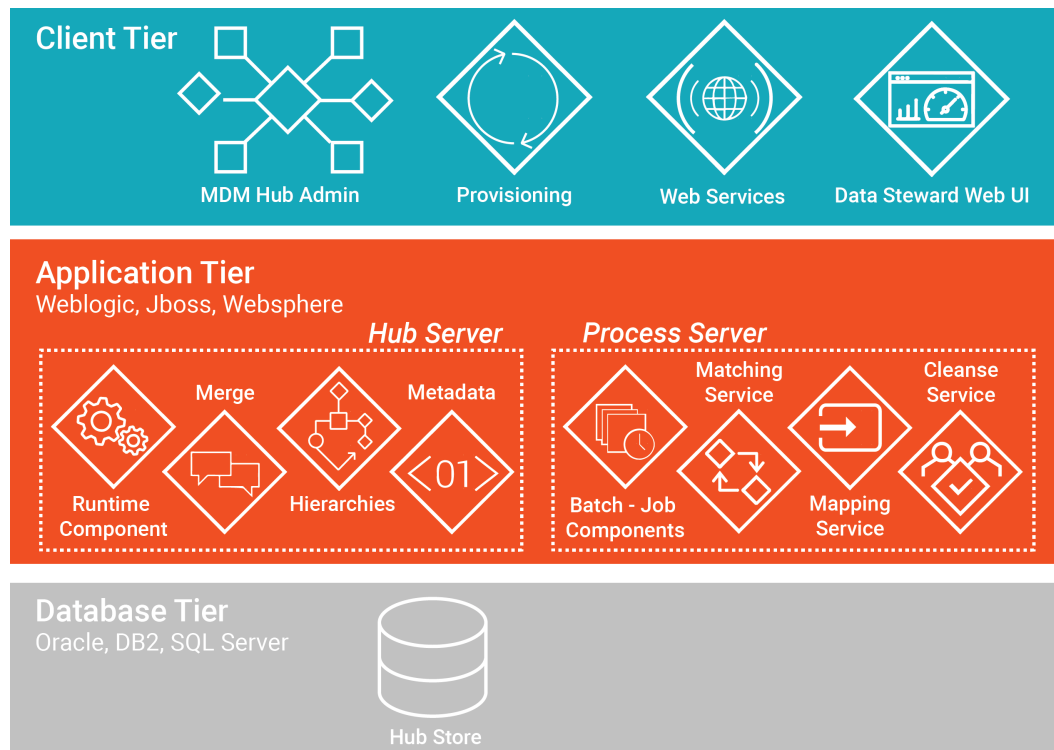 Client Tier
MDM Hub Admin
Provisioning
Web Services
Data Steward Web UI
Application Tier
Weblogic, Jboss, Websphere
Hub Server
Process Server
Runtime
Component
Merge
Hierarchies
Metadata
<01>
Batch - Job
Components
Matching
Service
Mapping
Service
Cleanse
Service
Database Tier
Oracle, DB2, SQL Server
Hub Store